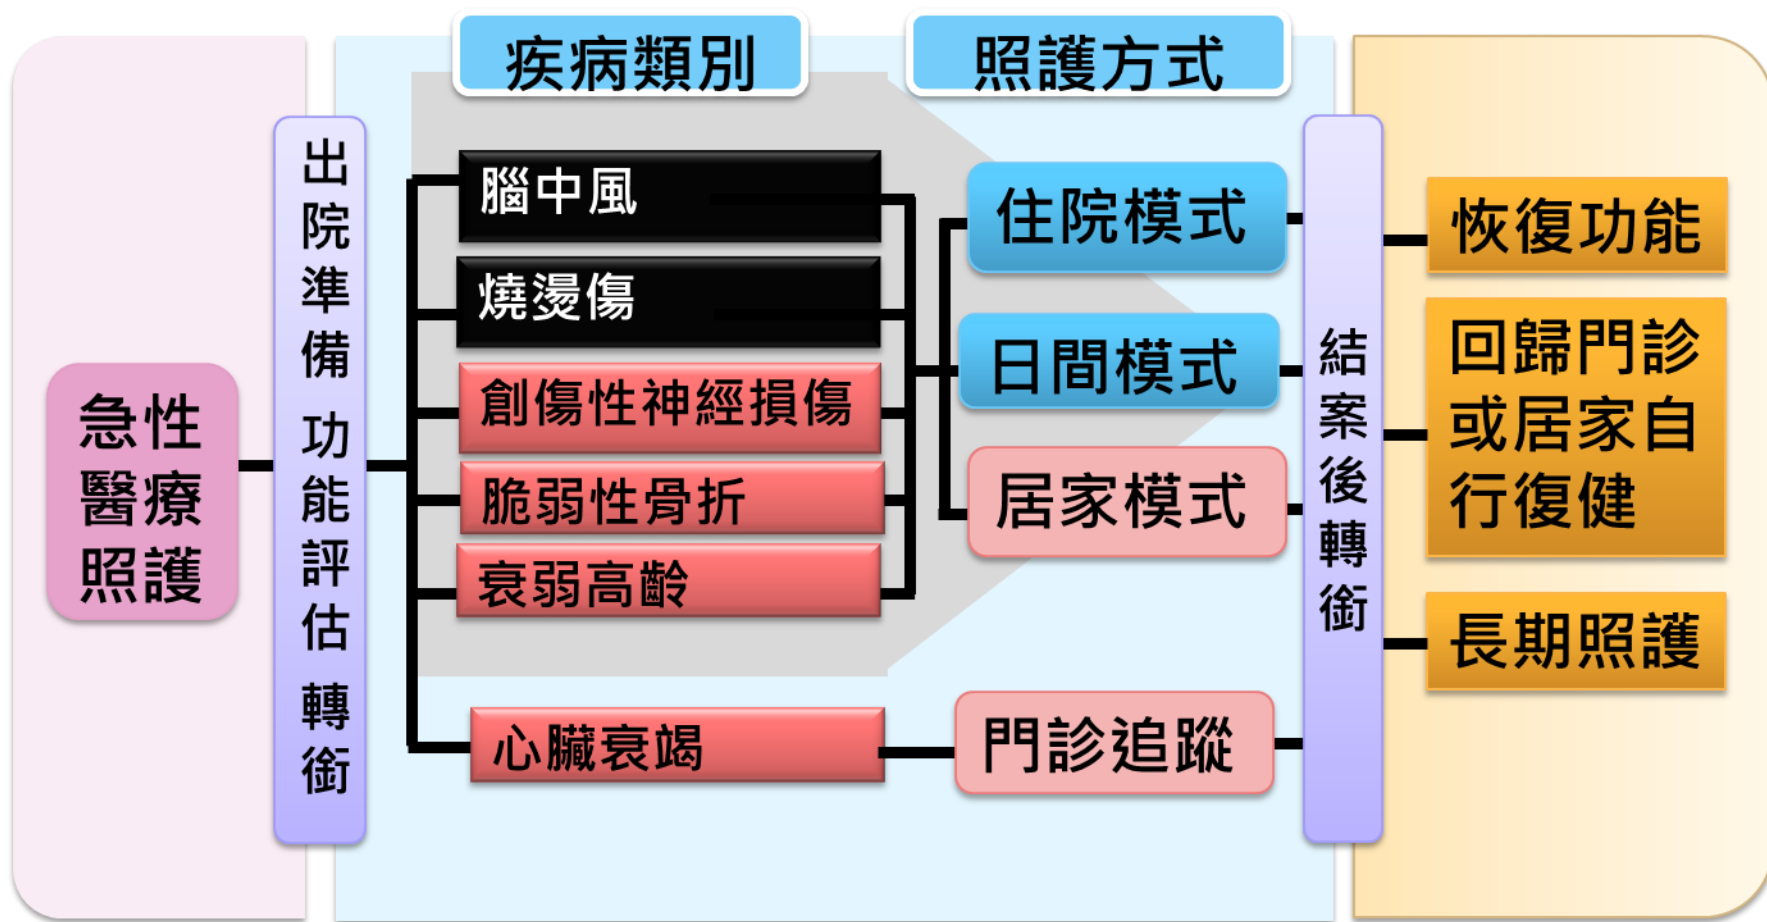 疾病類別
照護方式
急性
醫療
照護
出院準備 功能評估 轉銜
腦中風
燒燙傷
創傷性神經損傷
脆弱性骨折
衰弱高齡
心臟衰竭
住院模式
日間模式
居家模式
門診追蹤
結案後轉銜
恢復功能
回歸門診
或居家自
行復健
長期照護